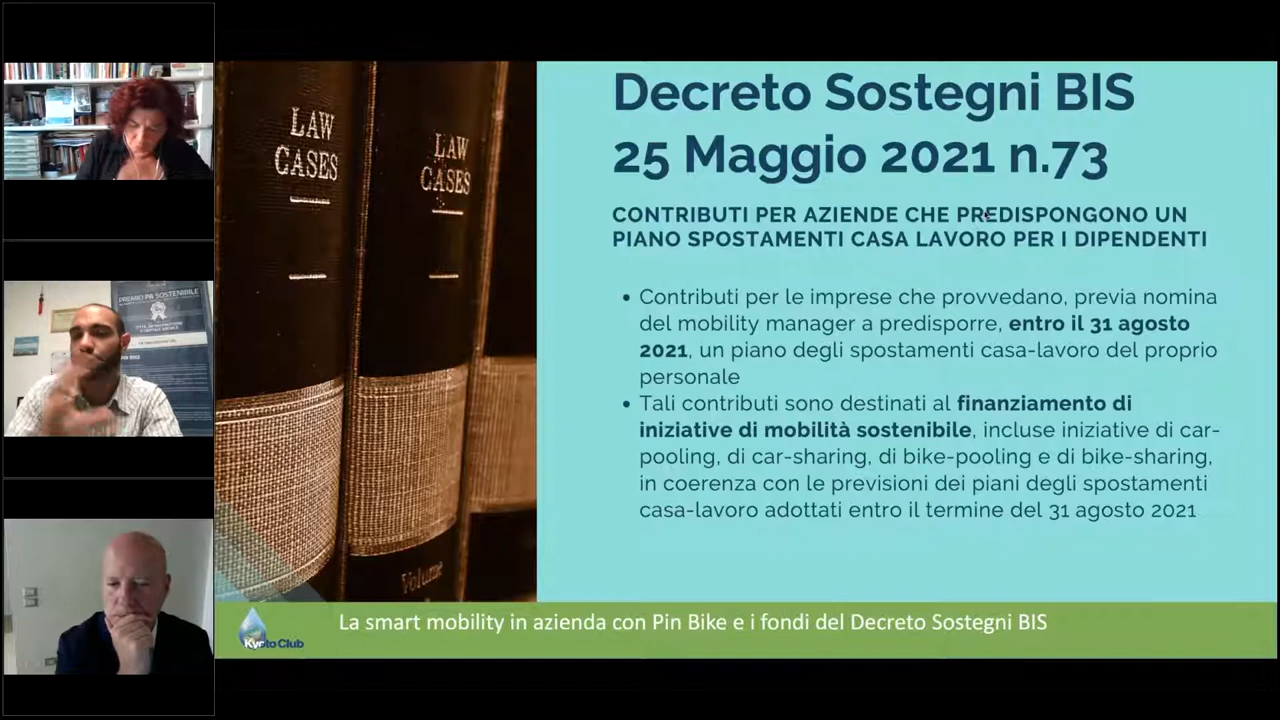 LAW
CASES
LAW
CASES
Volume
Decreto Sostegni BIS
25 Maggio 2021 n.73
CONTRIBUTI PER AZIENDE CHE PREDISPONGONO UN
PIANO SPOSTAMENTI CASA LAVORO PER I DIPENDENTI
• Contributi per le imprese che provvedano, previa nomina
del mobility manager a predisporre, entro il 31 agosto
2021, un piano degli spostamenti casa-lavoro del proprio
personale
• Tali contributi sono destinati al finanziamento di
iniziative di mobilità sostenibile, incluse iniziative di car-
pooling, di car-sharing, di bike-pooling e di bike-sharing,
in coerenza con le previsioni dei piani degli spostamenti
casa-lavoro adottati entro il termine del 31 agosto 2021
Kyoto Club
La smart mobility in azienda con Pin Bike e i fondi del Decreto Sostegni BIS
PREMIO PA SOSTENIBILE